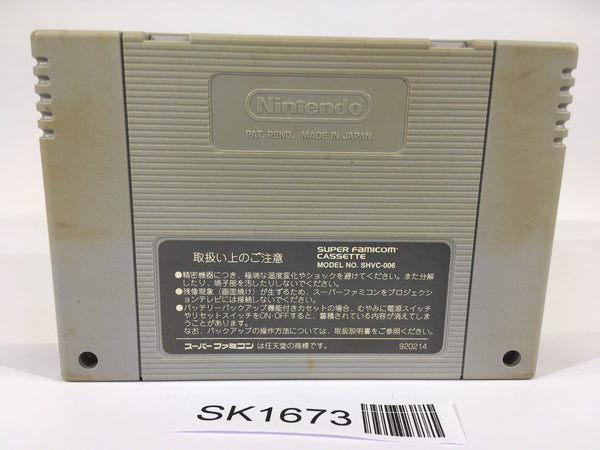 Nintendo
PAT. PEND. MADE IN JAPAN
取扱い上のご注意
SUPER FAMICOM
CASSETTE
MODEL NO. SHVC-006
●精密機器につき、極端な温度変化やショックを避けてください。また分解
したり、端子部を汚したりしないでください。
●残像現象（画面焼け）が生ずるため、スーパーファミコンをプロジェクシ
ョンテレビには接続しないでください。
●バッテリーバックアップ機能付きカセットの場合、むやみに電源スイッチ
やリセットスイッチをON・OFFすると、蓄積されている内容が消えてしま
うことがあります。
なお、バックアップの操作方法については、取扱説明書をご参照ください。
スーパーファミコン は任天堂の商標です。
920214
SK1673